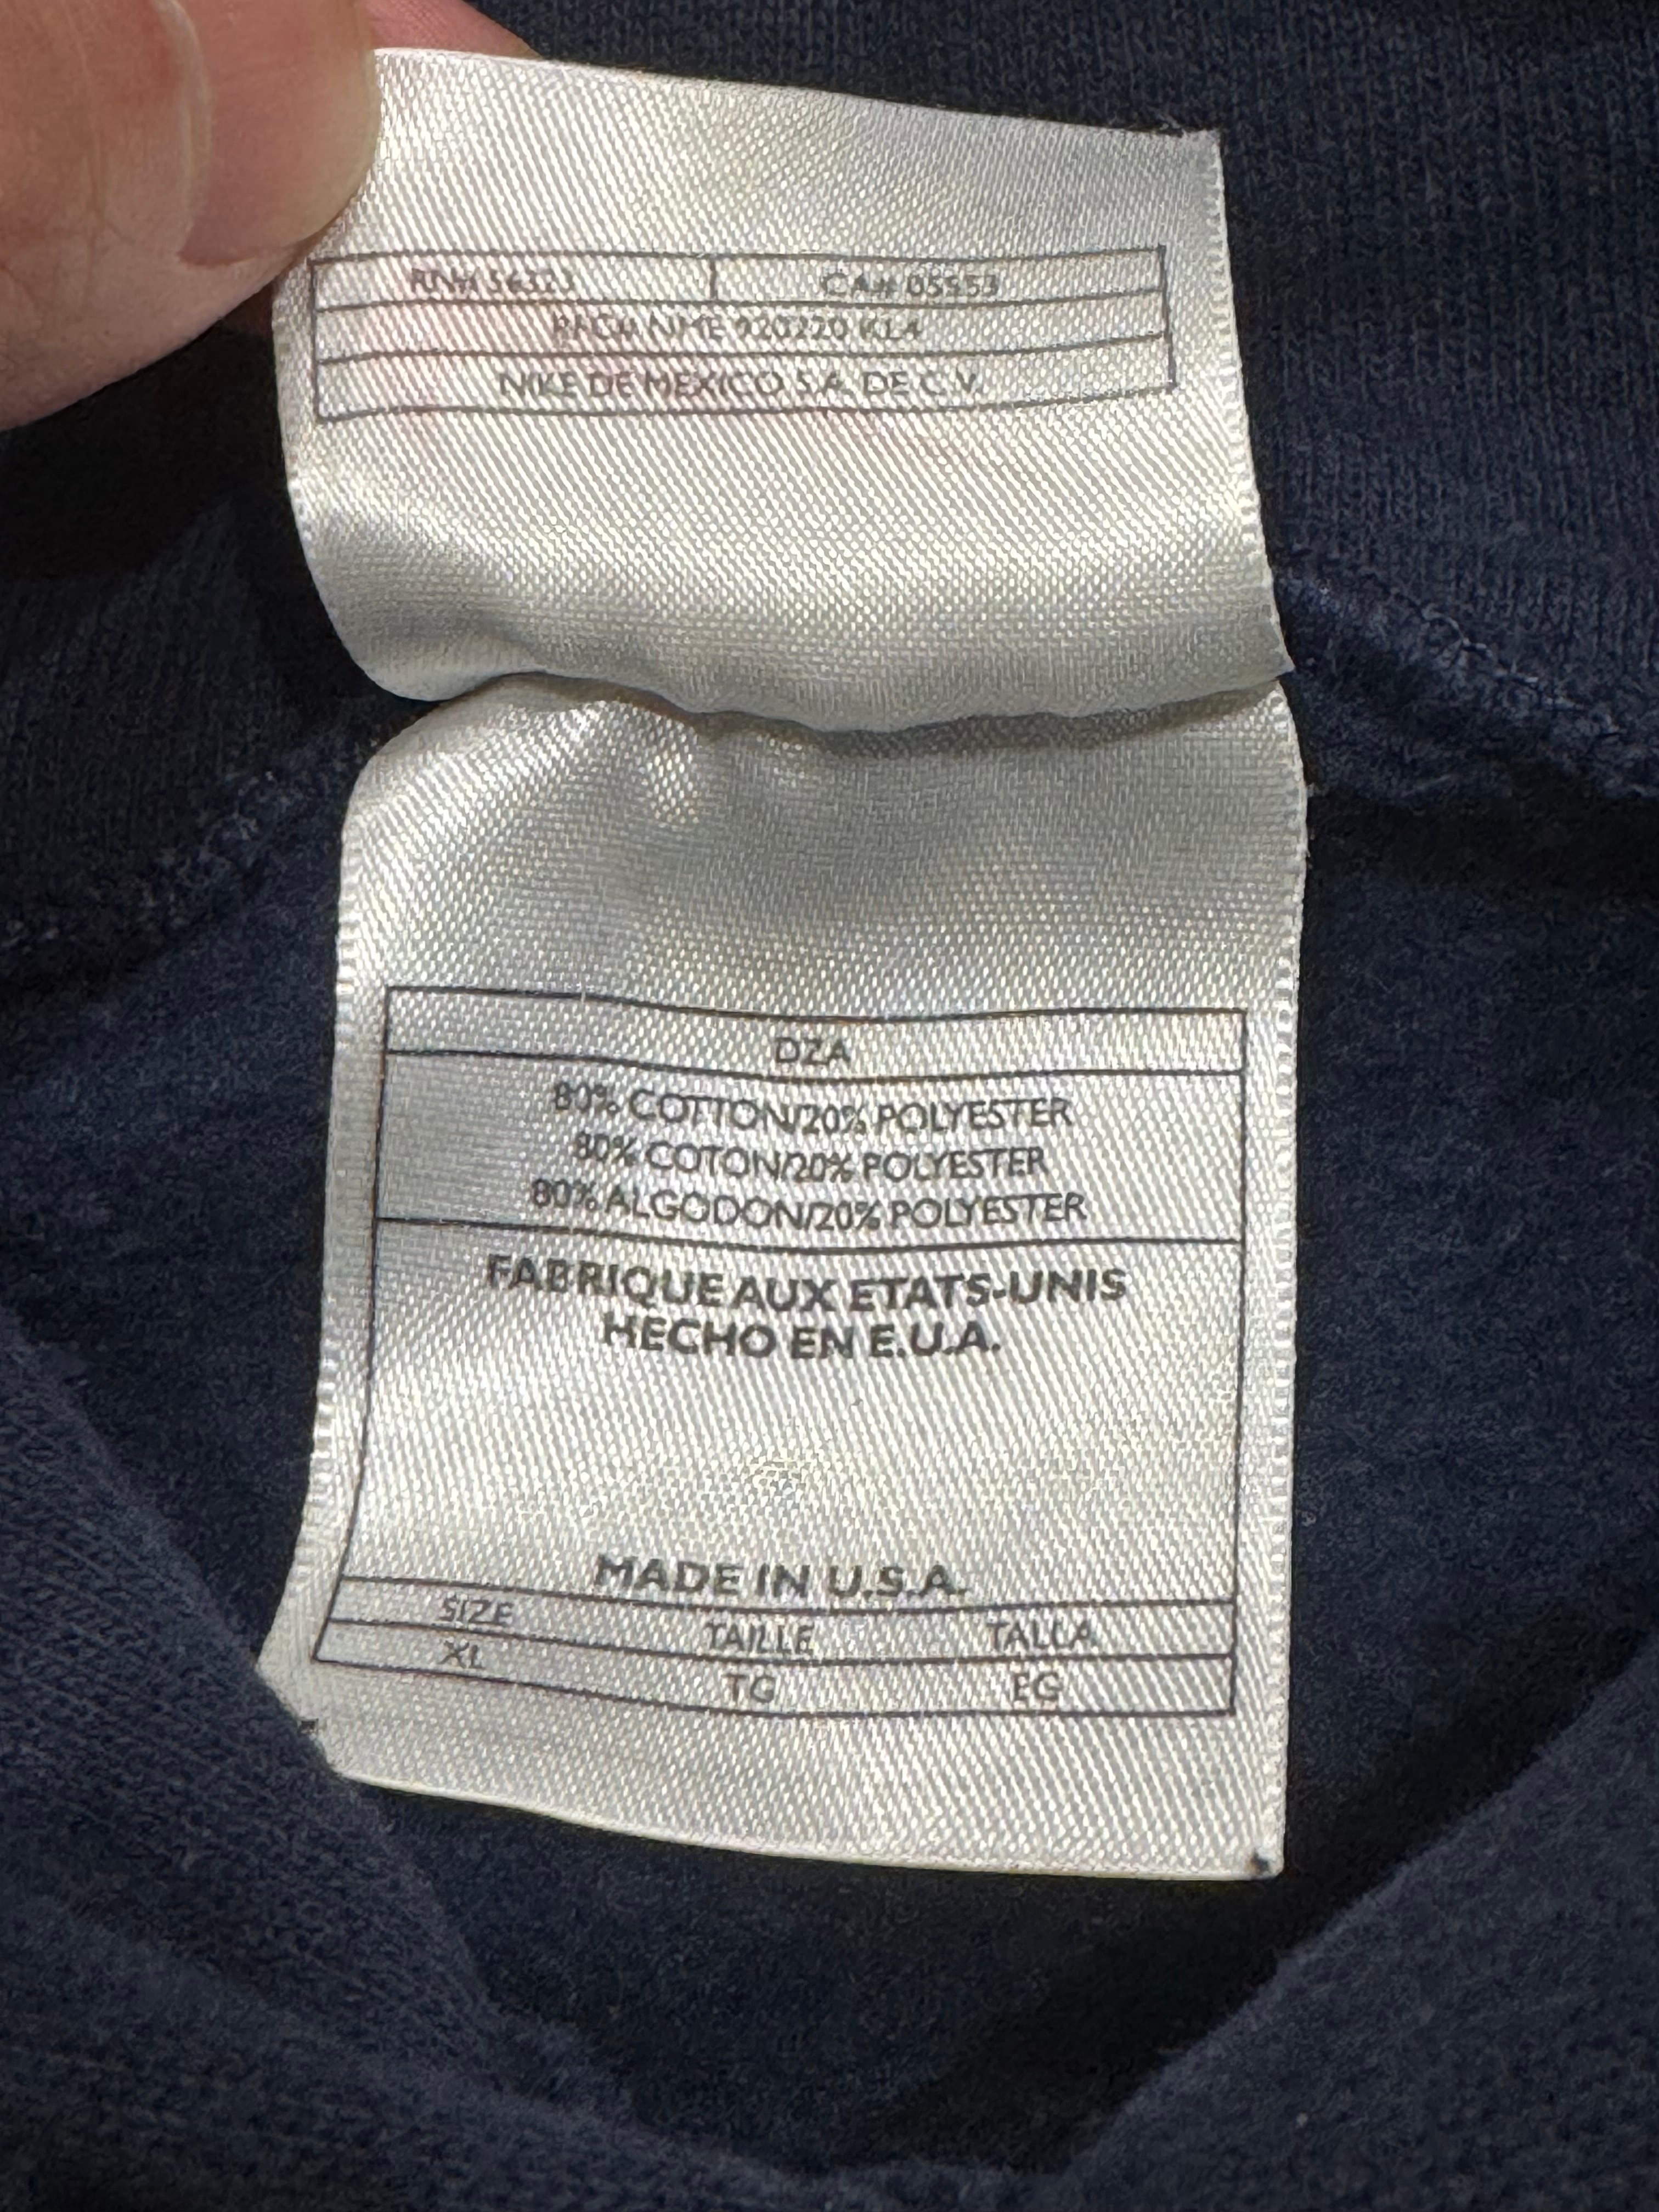 RN# 56323 CA# 05553
RFC# NME 920220 KL4
NIKE DE MEXICO S.A. DE C.V.
DZA
80% COTTON/20% POLYESTER
80% COTON/20% POLYESTER
80% ALGODON/20% POLYESTER
FABRIQUE AUX ETATS-UNIS
HECHO EN E.U.A.
MADE IN U.S.A.
SIZE TAILLE TALLA
XL TG EG